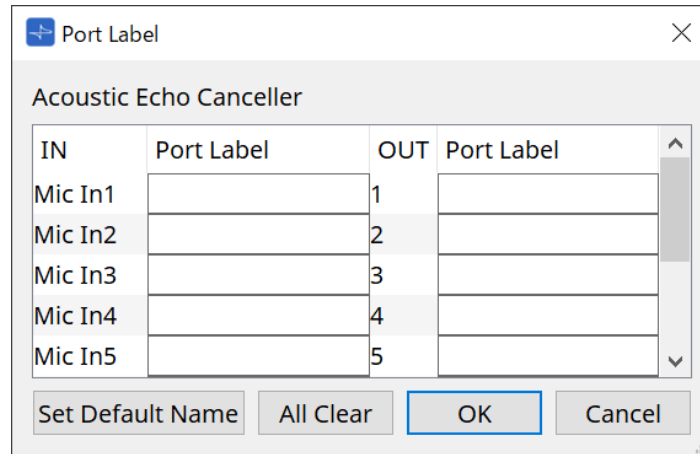 Port Label
Acoustic Echo Canceller
IN Port Label OUT Port Label
Mic In1 1
Mic In2 2
Mic In3 3
Mic In4 4
Mic In5 5
Set Default Name All Clear OK Cancel